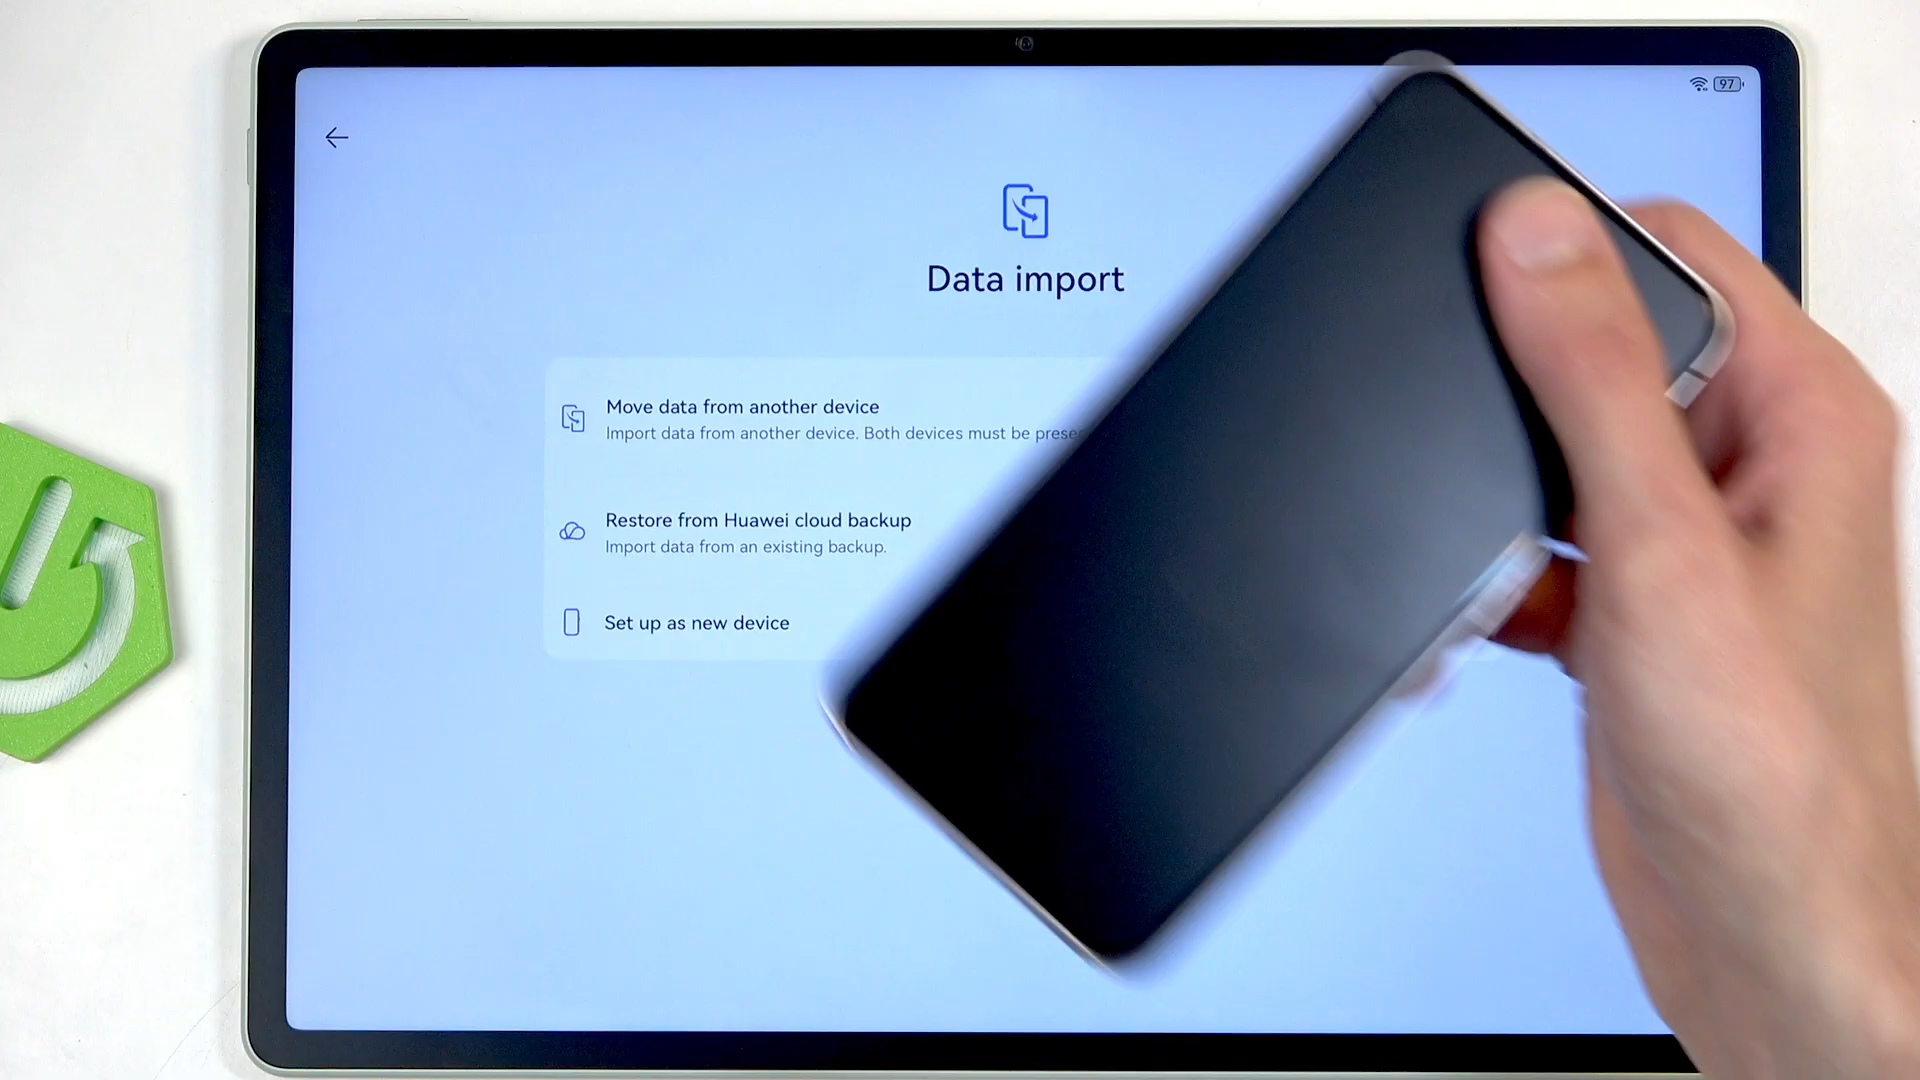 97
Data import
Move data from another device
Import data from another device. Both devices must be
Restore from Huawei cloud backup
Import data from an existing backup.
Set up as new device